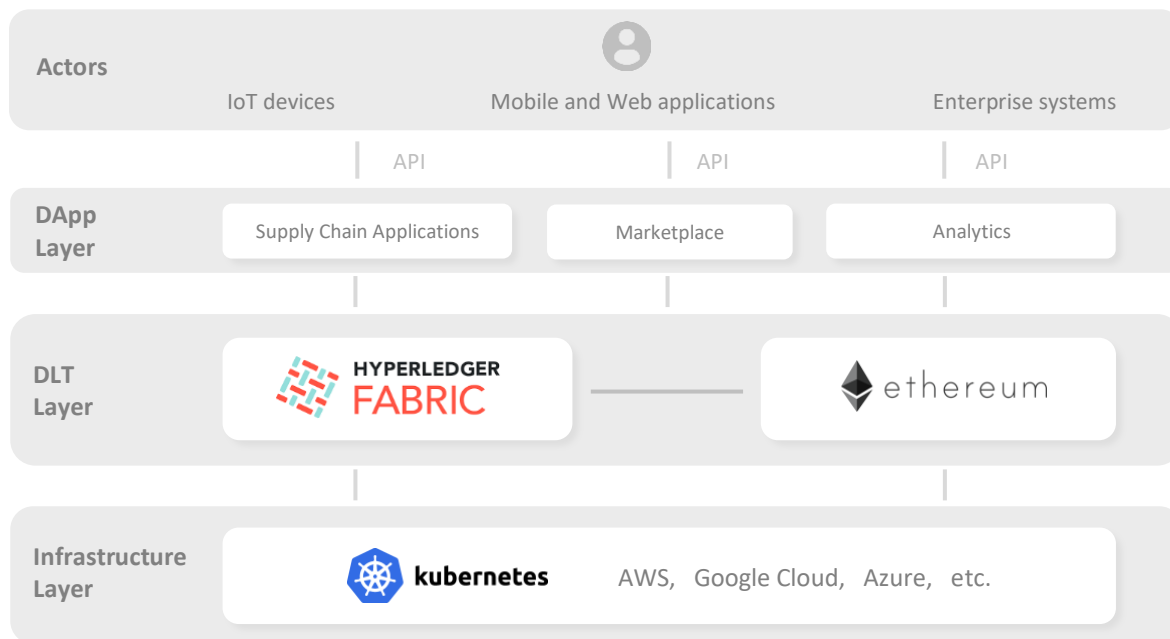 Actors
IoT devices
Mobile and Web applications
Enterprise systems
API
API
API
DApp
Layer
Supply Chain Applications
Marketplace
Analytics
DLT
Layer
HYPERLEDGER
FABRIC
ethereum
Infrastructure
Layer
kubernetes
AWS, Google Cloud, Azure, etc.